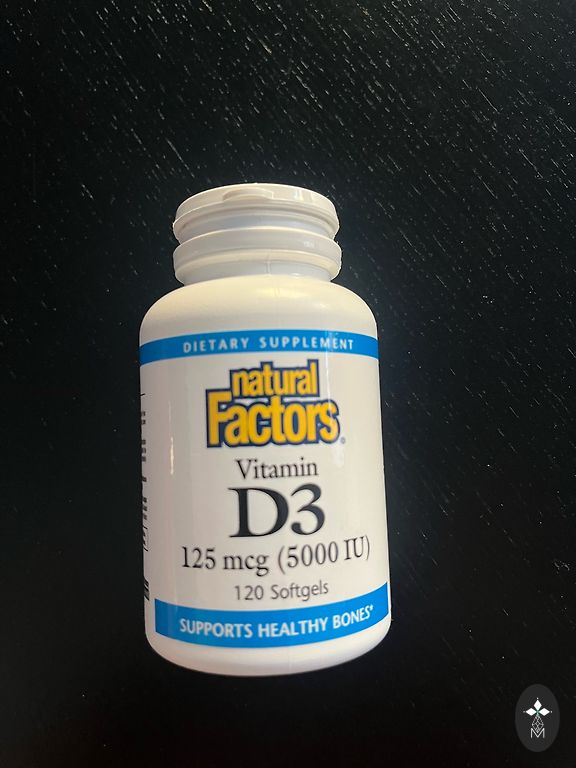 DIETARY SUPPLEMENT
natural
Factors®
Vitamin
D3
125 mcg (5000 IU)
120 Softgels
SUPPORTS HEALTHY BONES*
M